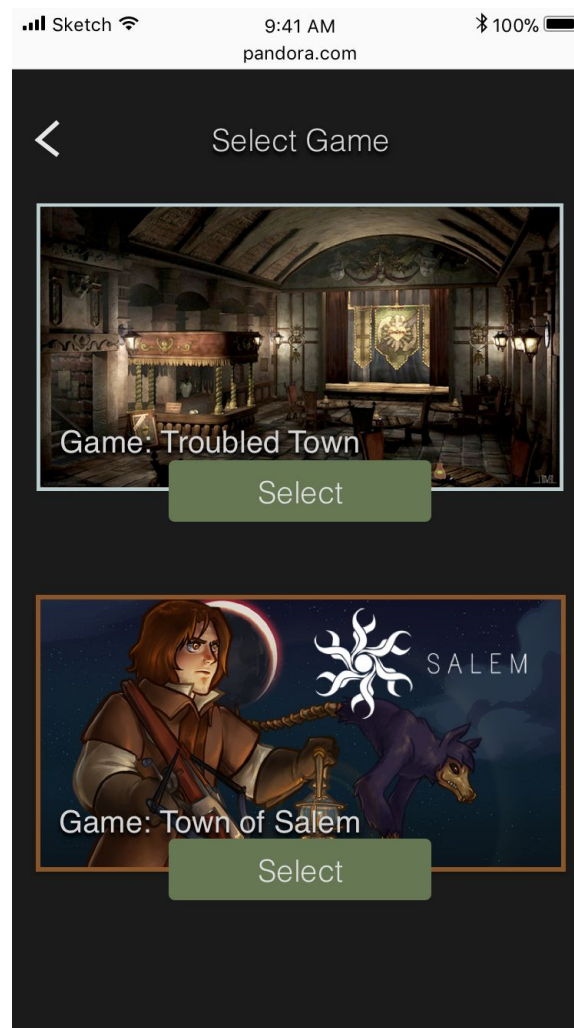 Sketch 9:41 AM 100%
pandora.com
Select Game
Game: Troubled Town
Select
SALEM
Game: Town of Salem
Select